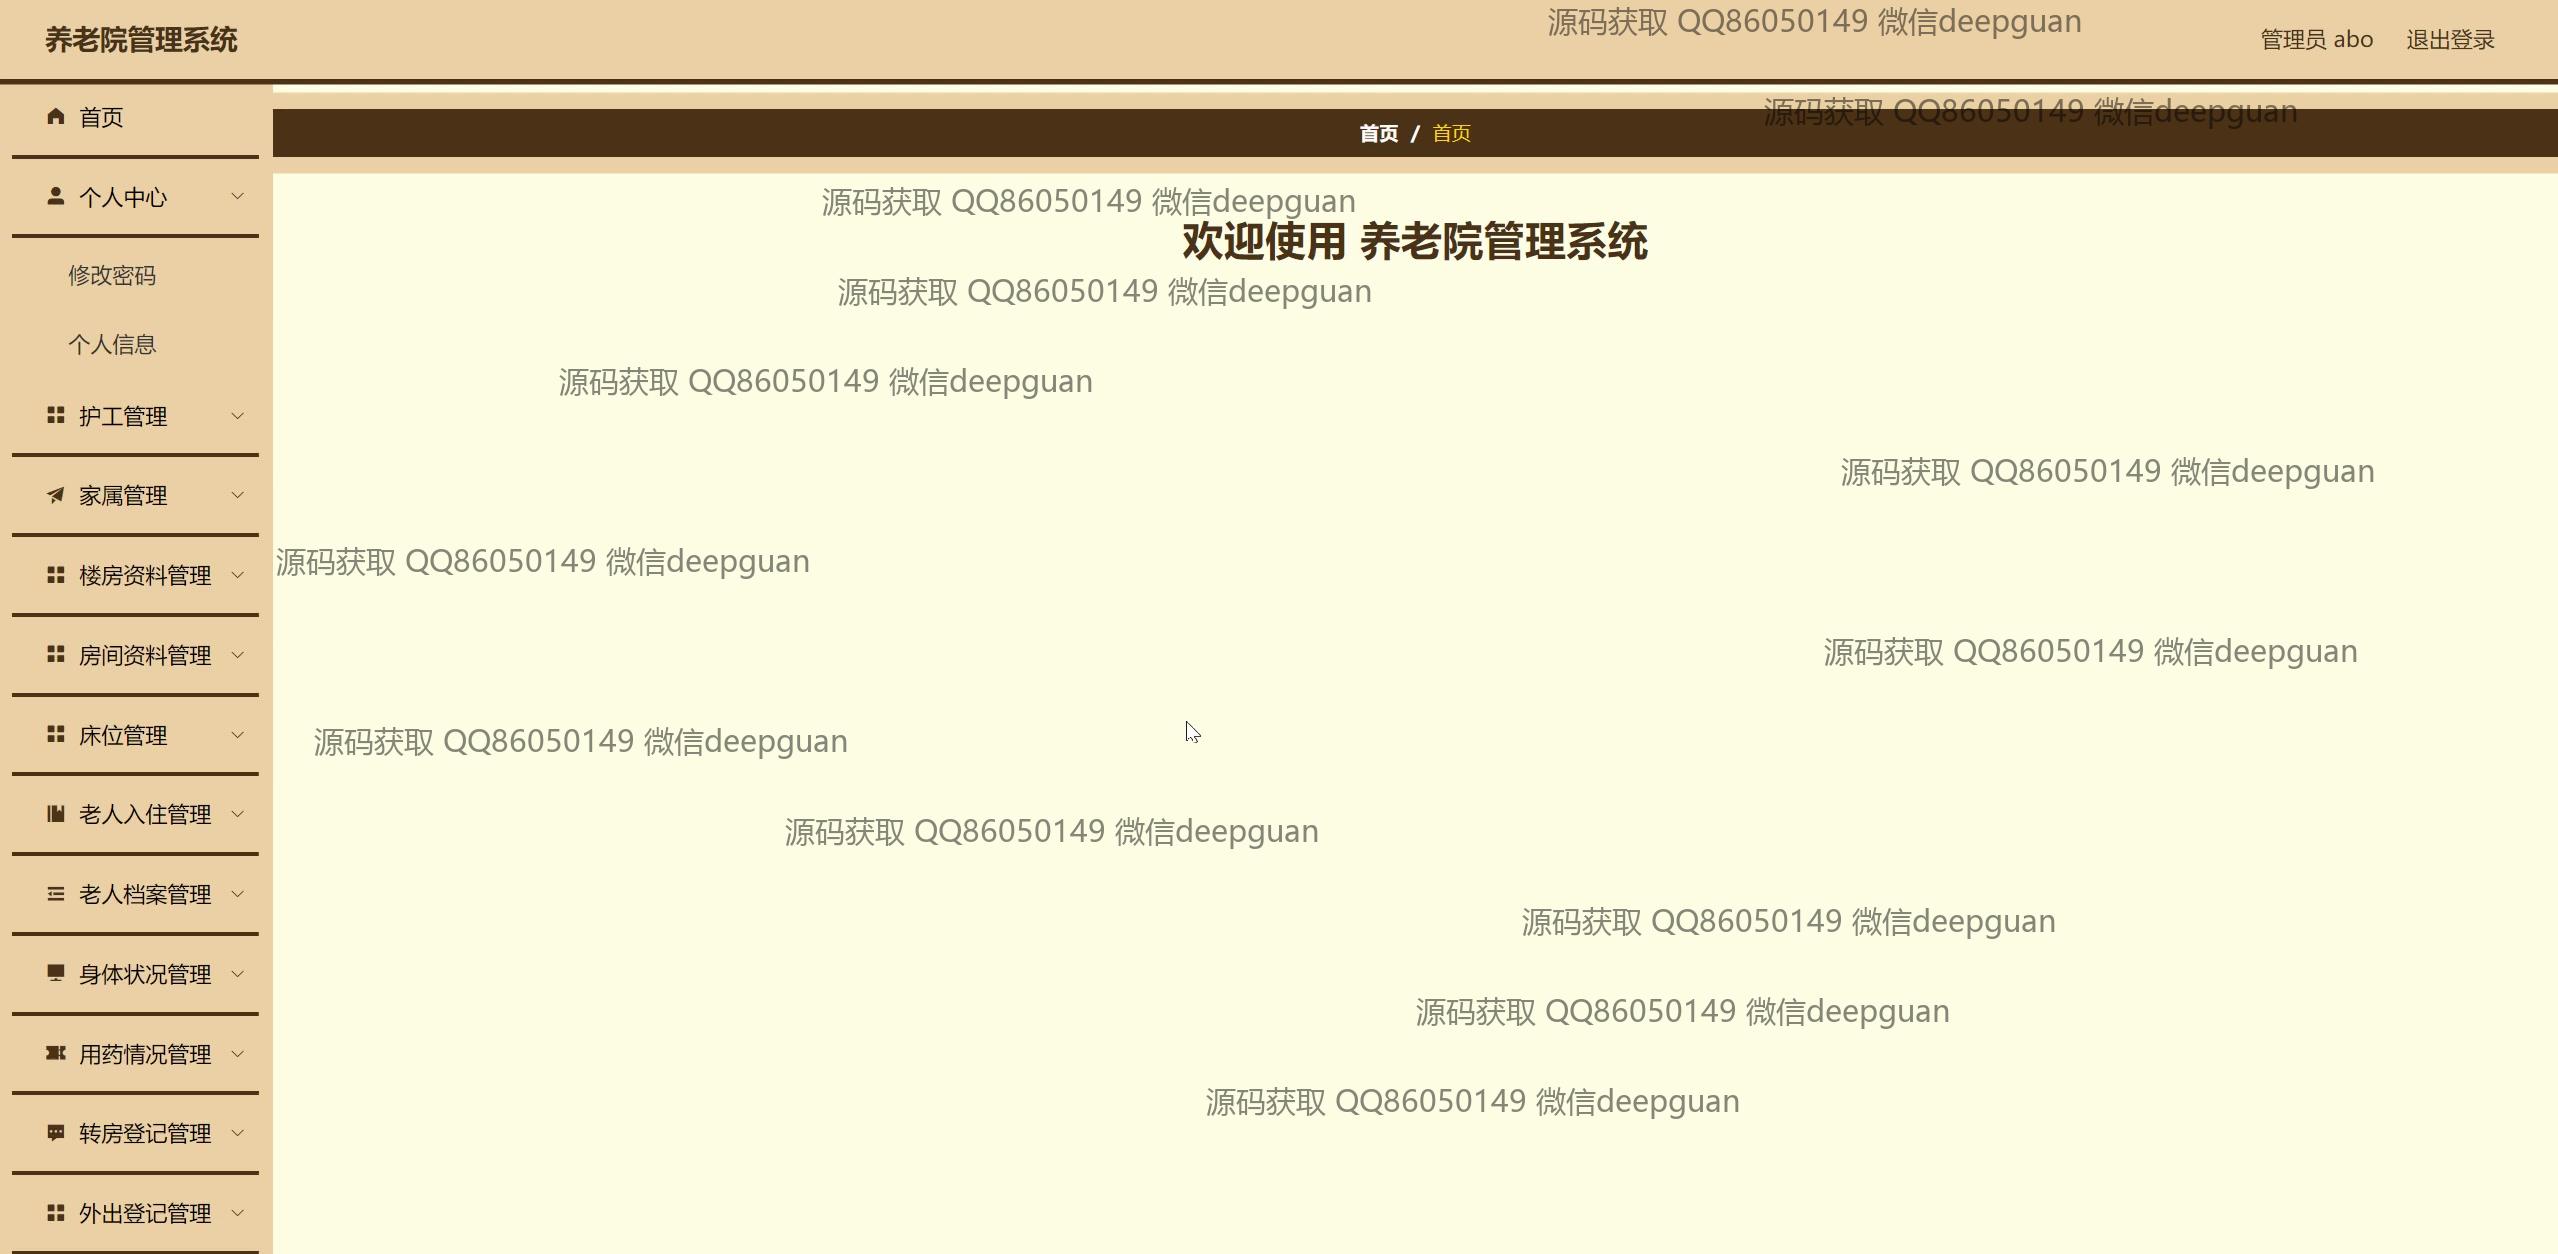 养老院管理系统
源码获取 QQ86050149 微信deepguan
管理员 abo 退出登录
首页
源码获取 QQ86050149 微信deepguan
首页 / 首页
个人中心
源码获取 QQ86050149 微信deepguan
欢迎使用 养老院管理系统
修改密码
源码获取 QQ86050149 微信deepguan
个人信息
源码获取 QQ86050149 微信deepguan
护工管理
源码获取 QQ86050149 微信deepguan
家属管理
源码获取 QQ86050149 微信deepguan
楼房资料管理
源码获取 QQ86050149 微信deepguan
房间资料管理
床位管理
源码获取 QQ86050149 微信deepguan
老人入住管理
源码获取 QQ86050149 微信deepguan
老人档案管理
源码获取 QQ86050149 微信deepguan
身体状况管理
源码获取 QQ86050149 微信deepguan
用药情况管理
源码获取 QQ86050149 微信deepguan
转房登记管理
外出登记管理